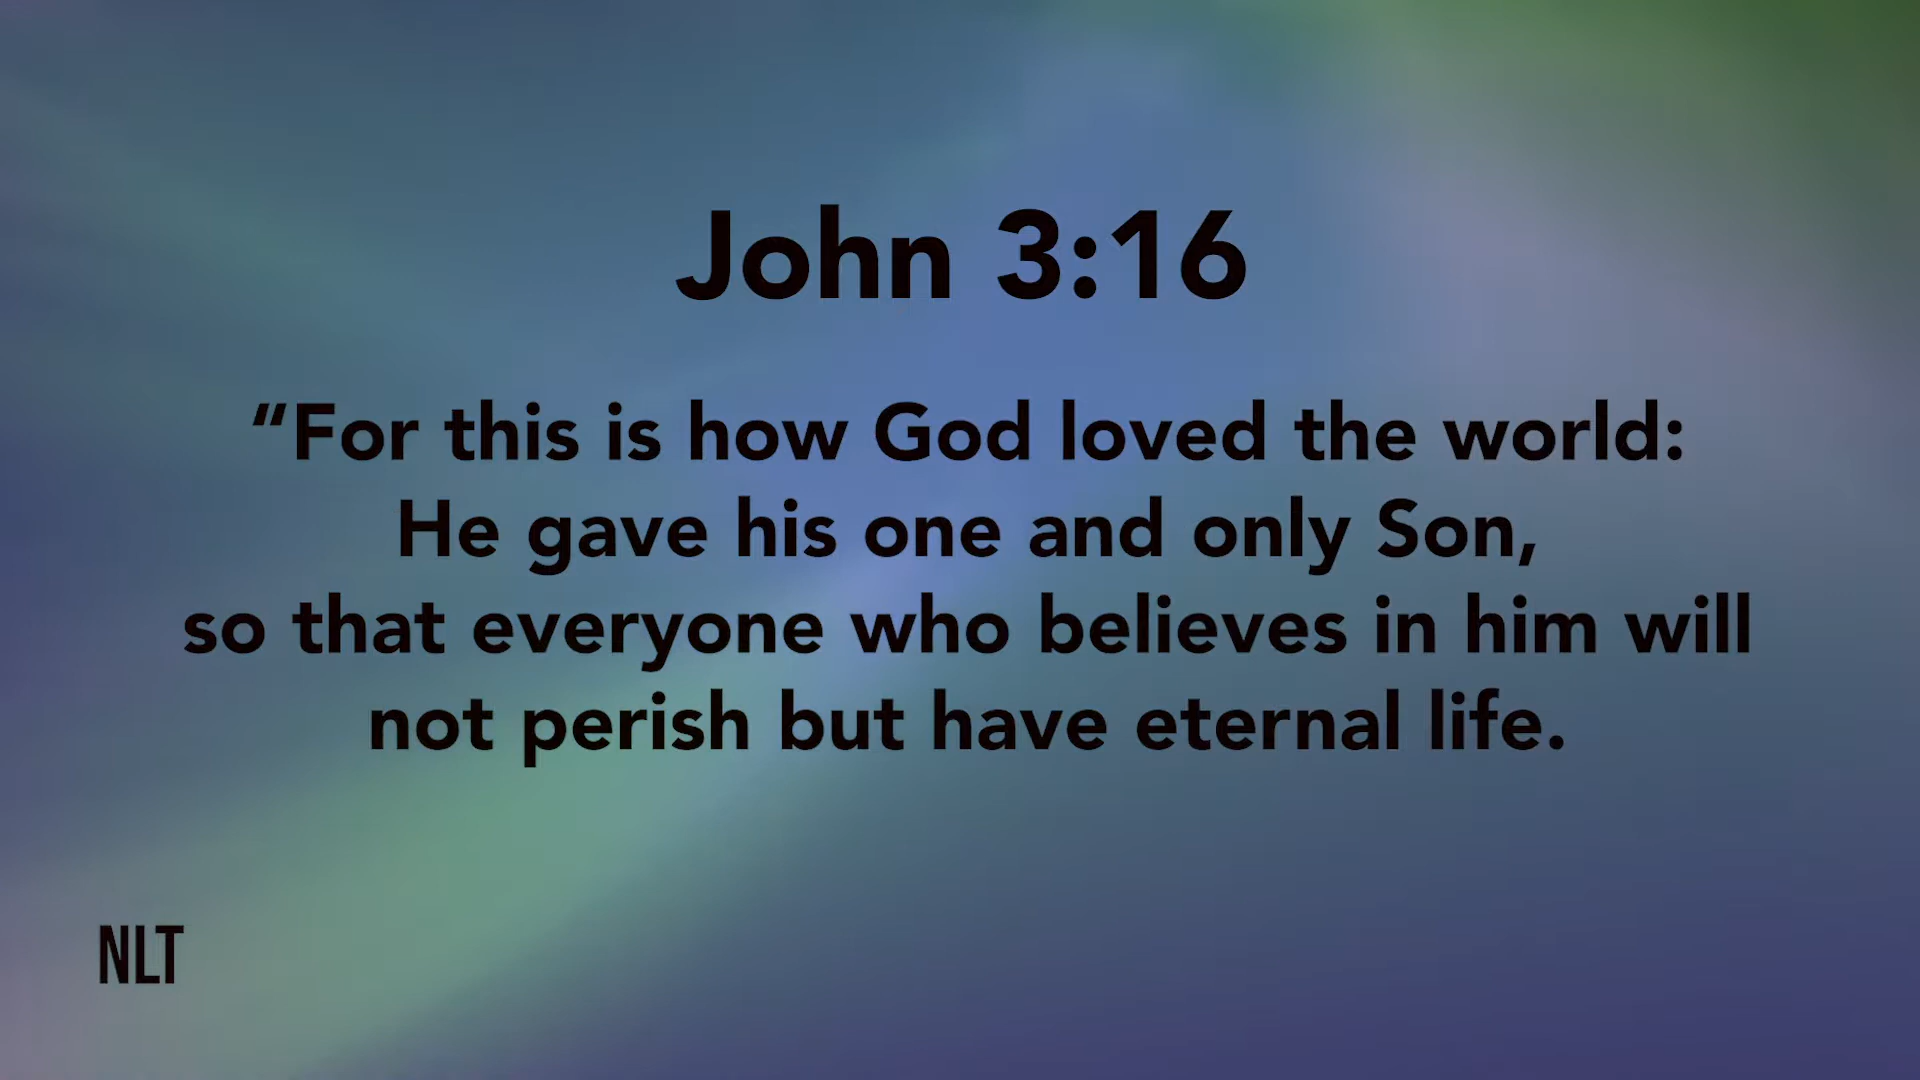 John 3:16
“For this is how God loved the world:
He gave his one and only Son,
so that everyone who believes in him will
not perish but have eternal life.
NLT